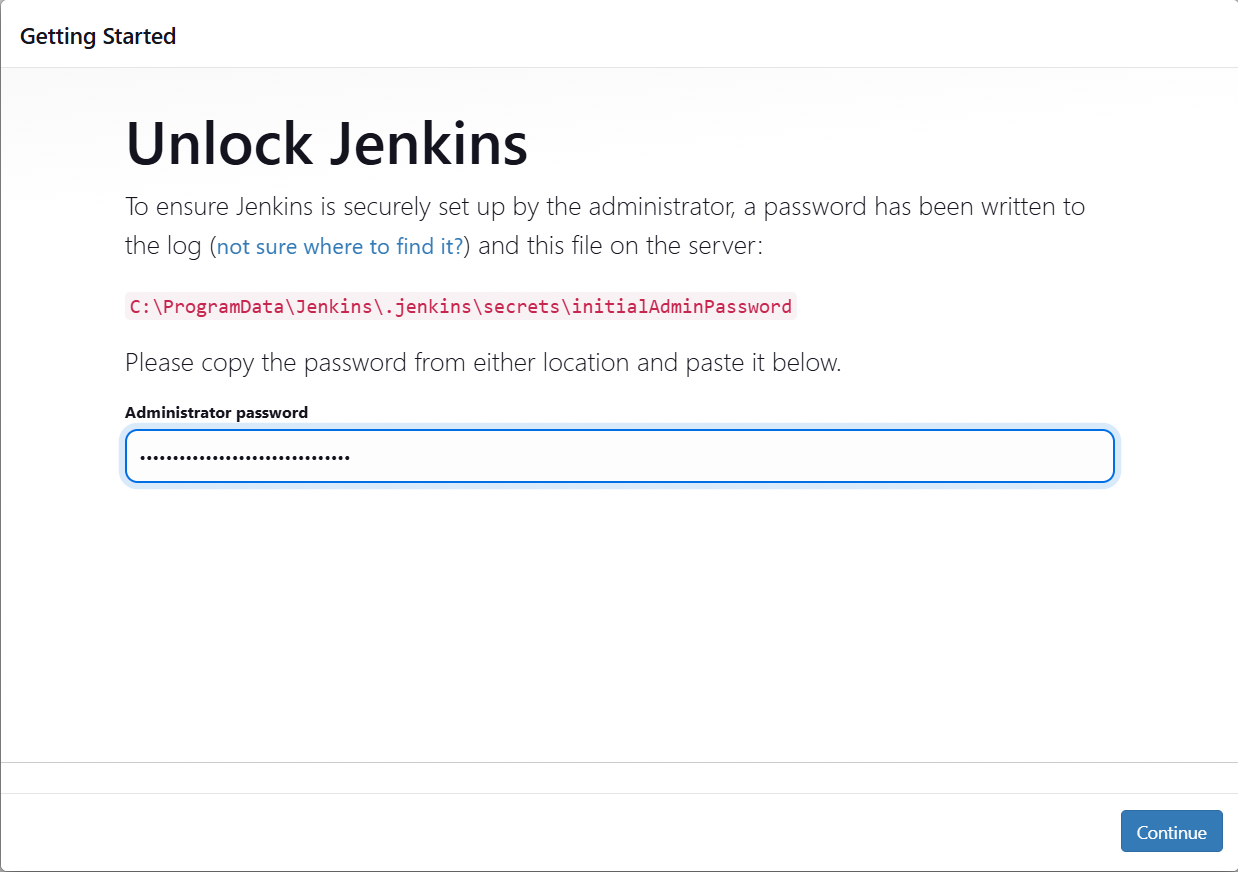 Getting Started
Unlock Jenkins
To ensure Jenkins is securely set up by the administrator, a password has been written to
the log (not sure where to find it?) and this file on the server:
C:\ProgramData\Jenkins\.jenkins\secrets\initialAdminPassword
Please copy the password from either location and paste it below.
Administrator password
••••••••••••••••••••••••••••••••
Continue